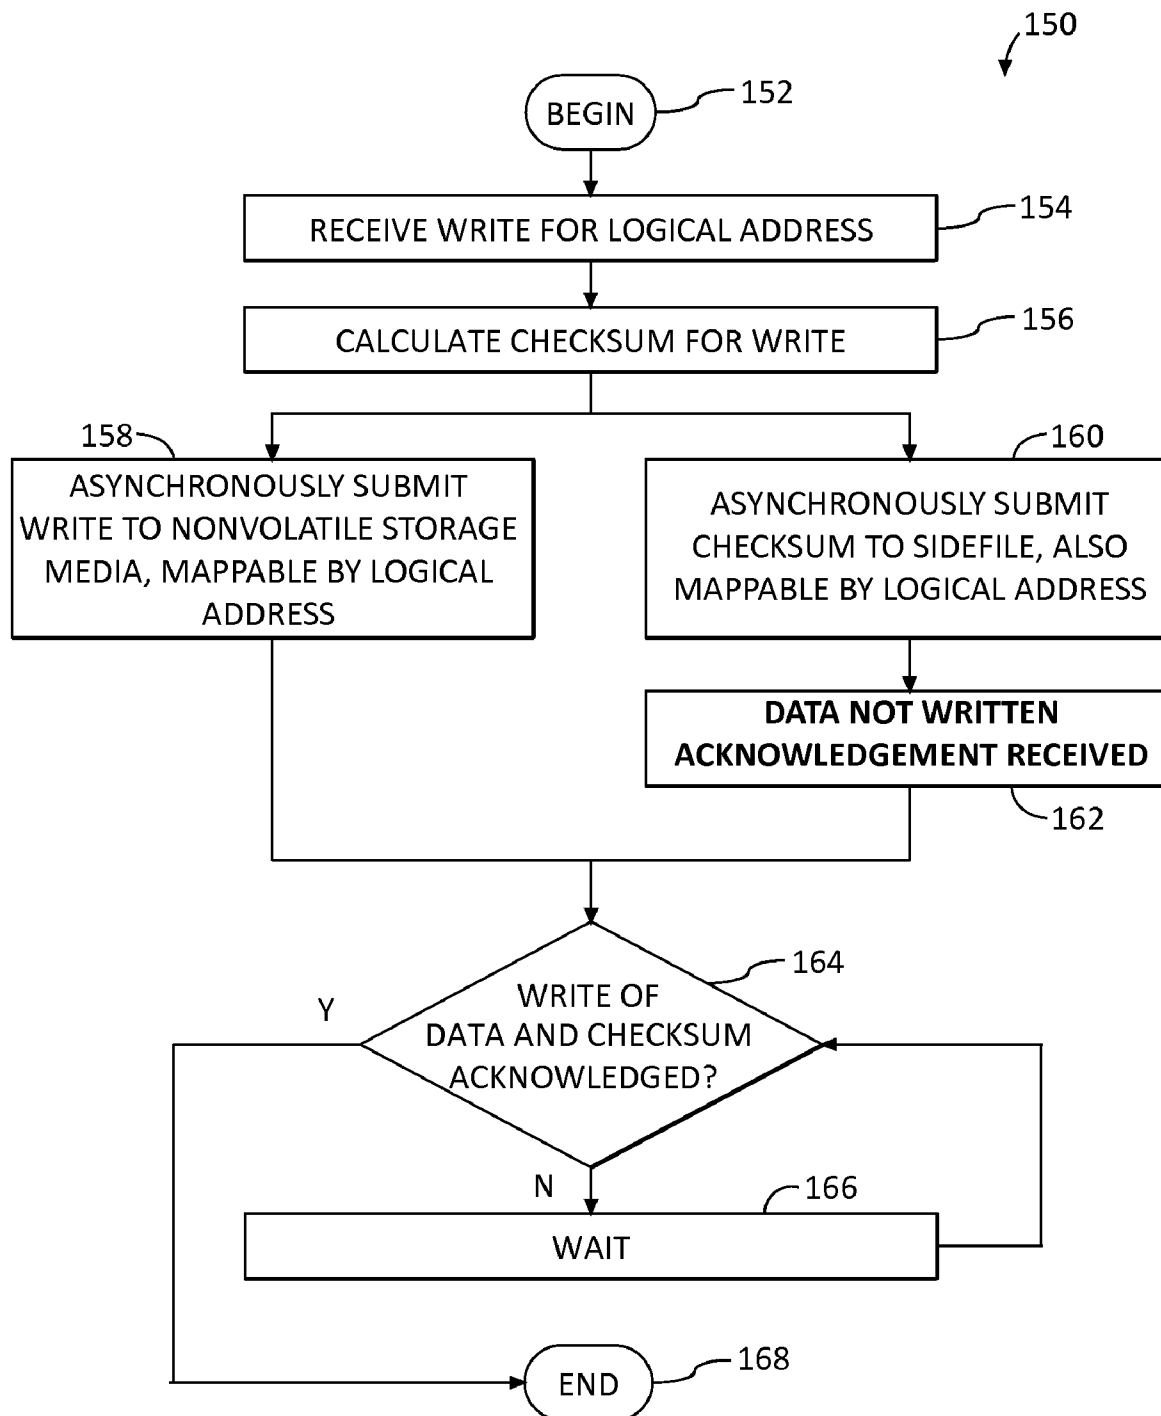 150
BEGIN
152
RECEIVE WRITE FOR LOGICAL ADDRESS
154
CALCULATE CHECKSUM FOR WRITE
156
158
ASYNCHRONOUSLY SUBMIT
WRITE TO NONVOLATILE STORAGE
MEDIA, MAPPABLE BY LOGICAL
ADDRESS
160
ASYNCHRONOUSLY SUBMIT
CHECKSUM TO SIDEFILE, ALSO
MAPPABLE BY LOGICAL ADDRESS
DATA NOT WRITTEN
ACKNOWLEDGEMENT RECEIVED
162
164
WRITE OF
DATA AND CHECKSUM
ACKNOWLEDGED?
Y
N
166
WAIT
END
168